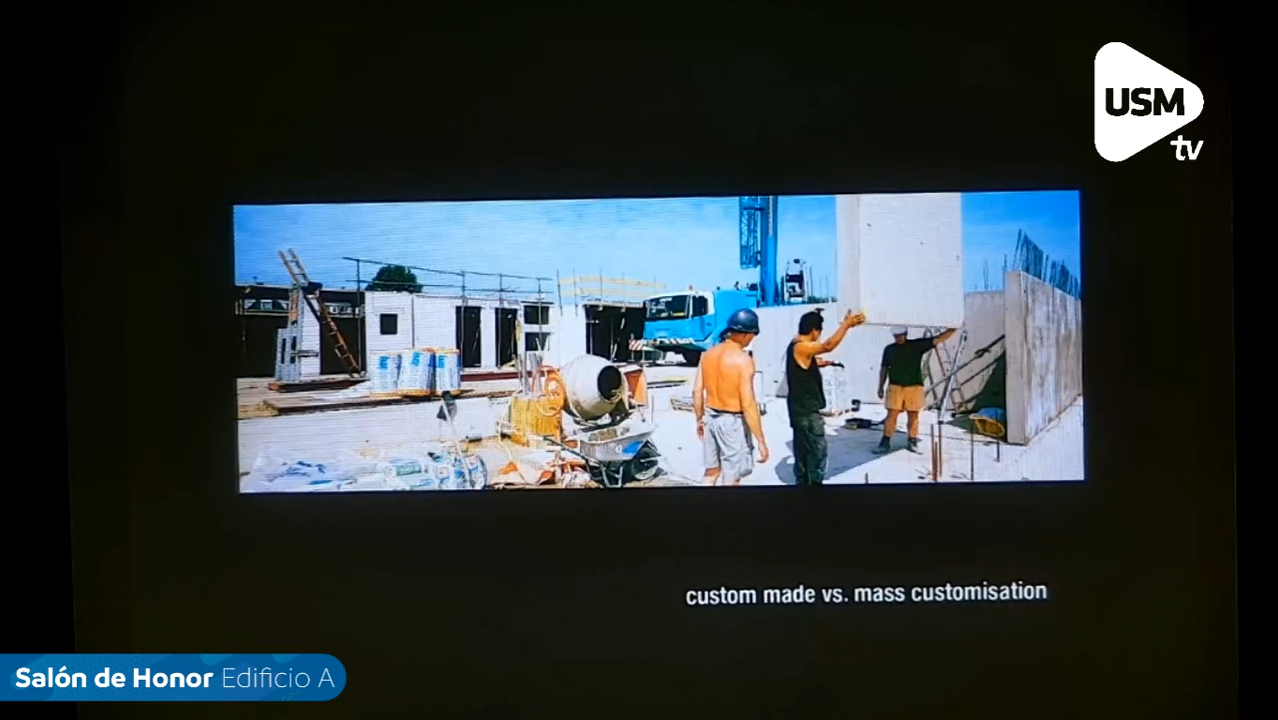 USM
tv
custom made vs. mass customisation
Salón de Honor Edificio A